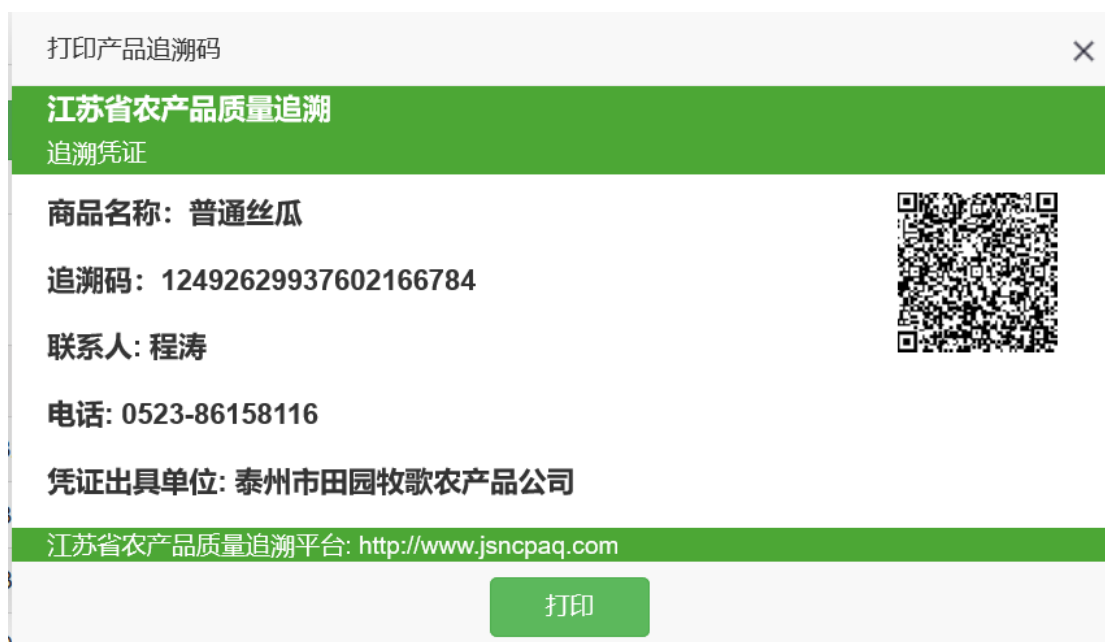 打印产品追溯码
江苏省农产品质量追溯
追溯凭证
商品名称：普通丝瓜
追溯码：12492629937602166784
联系人: 程涛
电话: 0523-86158116
凭证出具单位: 泰州市田园牧歌农产品公司
江苏省农产品质量追溯平台: http://www.jsncpaq.com
打印